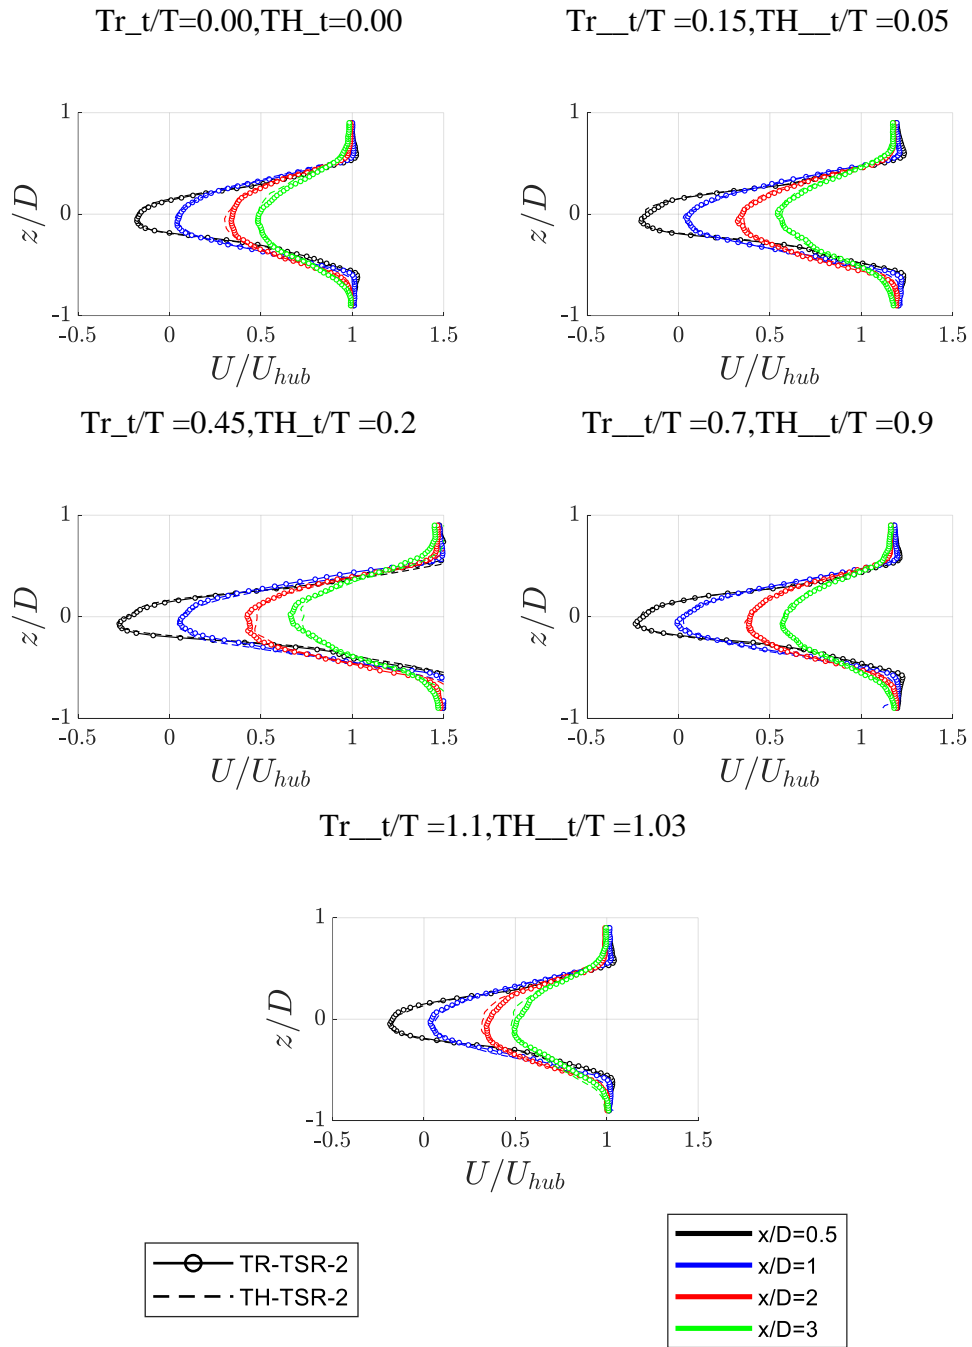 Tr_t/T=0.00,TH_t=0.00
Tr__t/T =0.15,TH__t/T =0.05
1
0
-1
z/D
-0.5 0 0.5 1 1.5
U/U_hub
1
0
-1
z/D
-0.5 0 0.5 1 1.5
U/U_hub
Tr_t/T =0.45,TH_t/T =0.2
Tr__t/T =0.7,TH__t/T =0.9
1
0
-1
z/D
-0.5 0 0.5 1 1.5
U/U_hub
1
0
-1
z/D
-0.5 0 0.5 1 1.5
U/U_hub
Tr__t/T =1.1,TH__t/T =1.03
1
0
-1
z/D
-0.5 0 0.5 1 1.5
U/U_hub
TR-TSR-2
TH-TSR-2
x/D=0.5
x/D=1
x/D=2
x/D=3